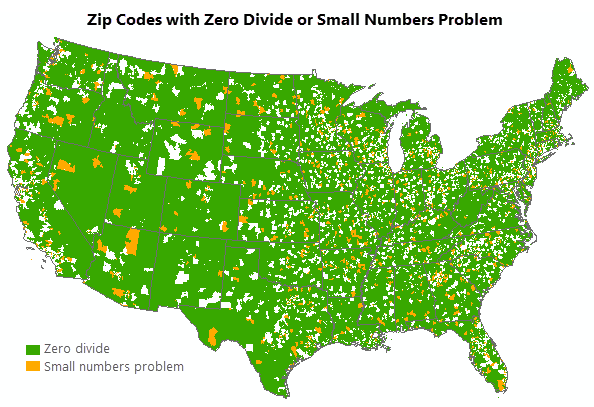 Zip Codes with Zero Divide or Small Numbers Problem
Zero divide
Small numbers problem